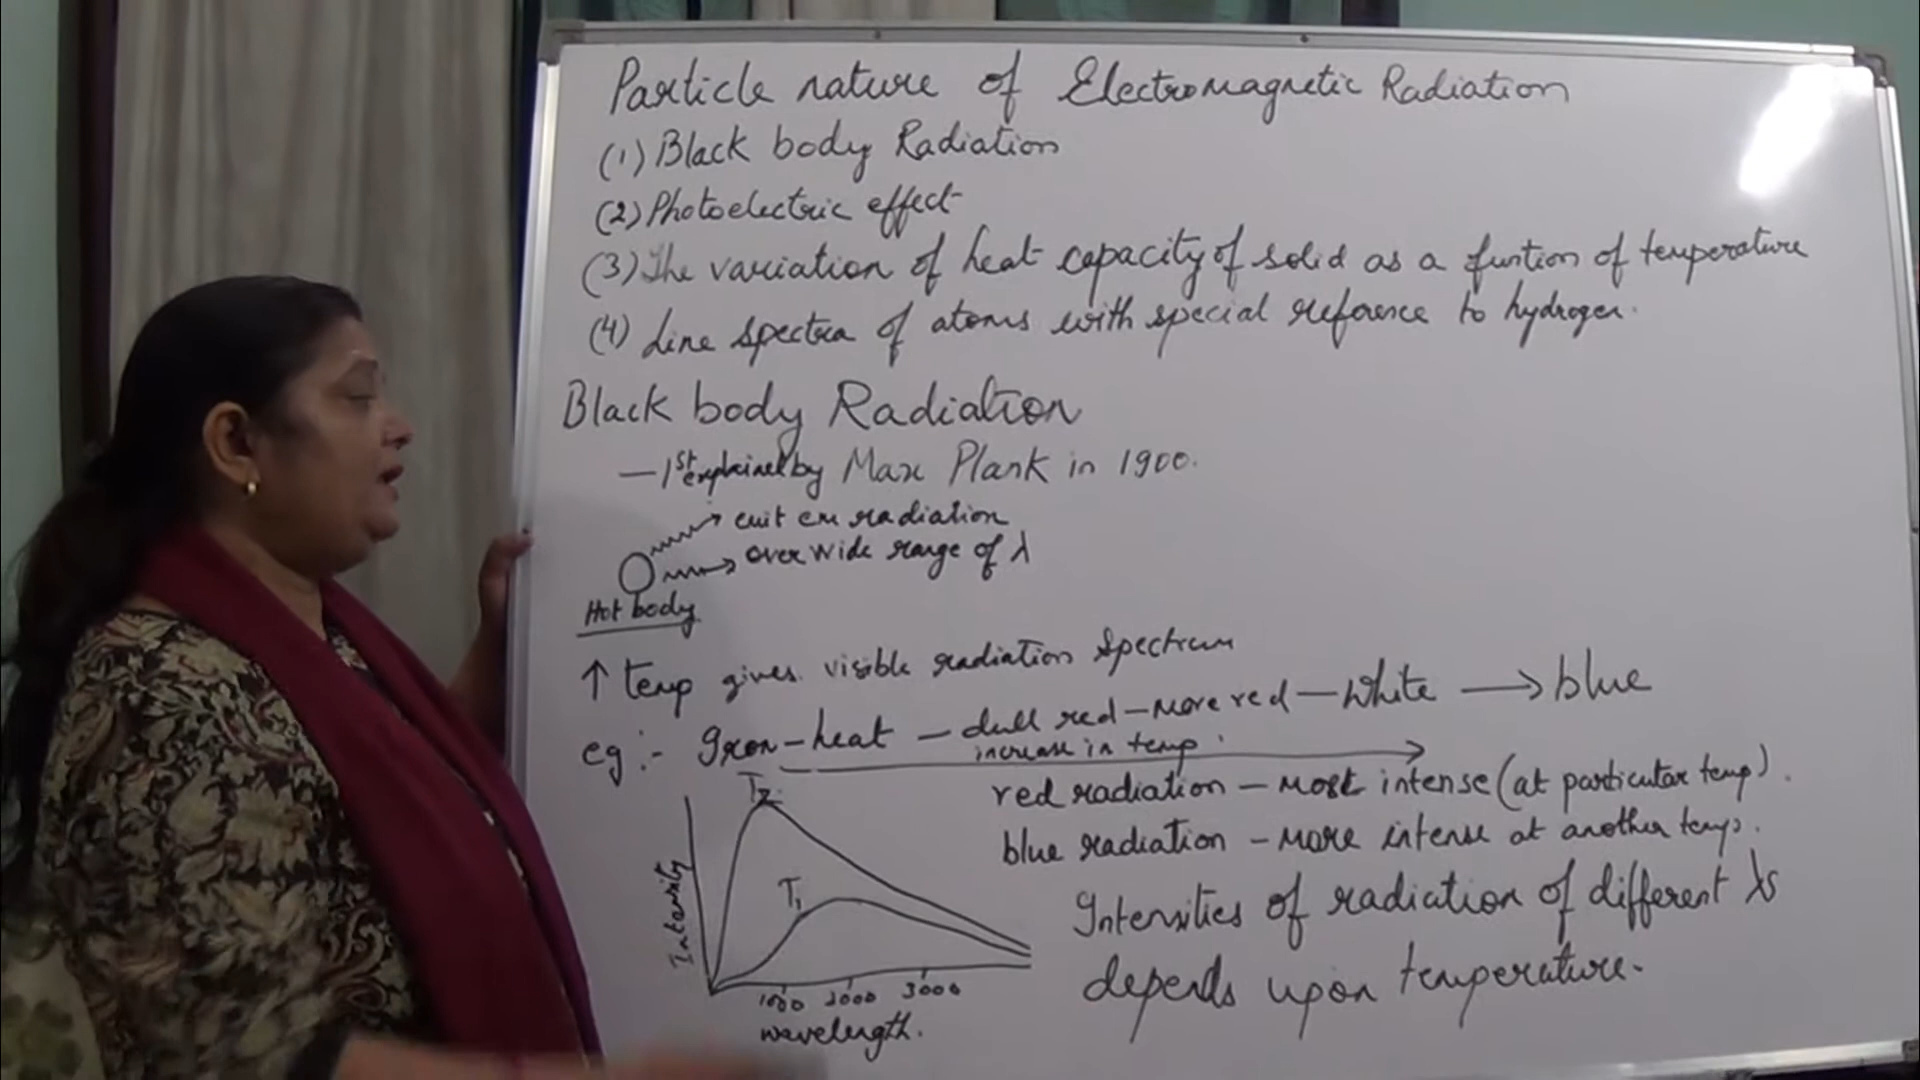 Particle nature of Electromagnetic Radiation
(1) Black body Radiation
(2) Photoelectric effect
(3) The variation of heat capacity of solid as a funtion of temperature
(4) Line spectra of atoms with special reference to hydrogen.
Black body Radiation
— 1st explained by Max Plank in 1900.
emit em radiation
over wide range of λ
Hot body
↑ temp gives visible radiation spectrum
eg:- Iron – heat – dull red – more red – white → blue
increase in temp
red radiation – most intense (at particular temp).
blue radiation – more intense at another temp.
Intensities of radiation of different λs
depends upon temperature.
T2
T1
Intensity
1000 2000 3000
wavelength.